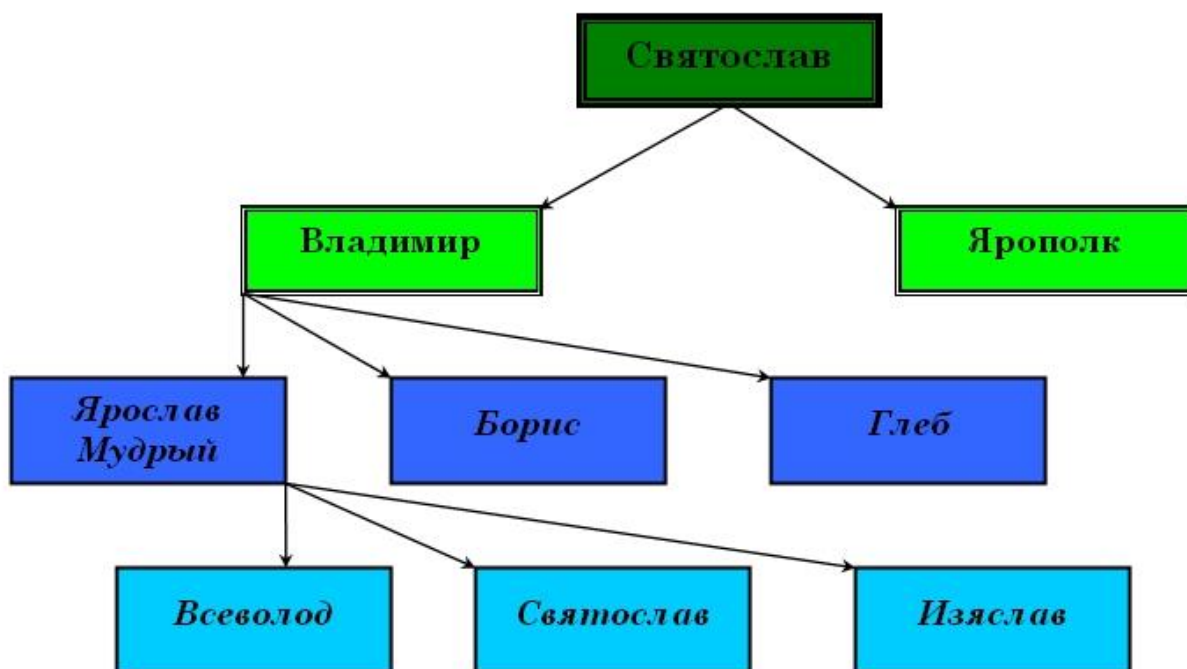 Святослав
Владимир
Ярополк
Ярослав
Мудрый
Борис
Глеб
Всеволод
Святослав
Изяслав